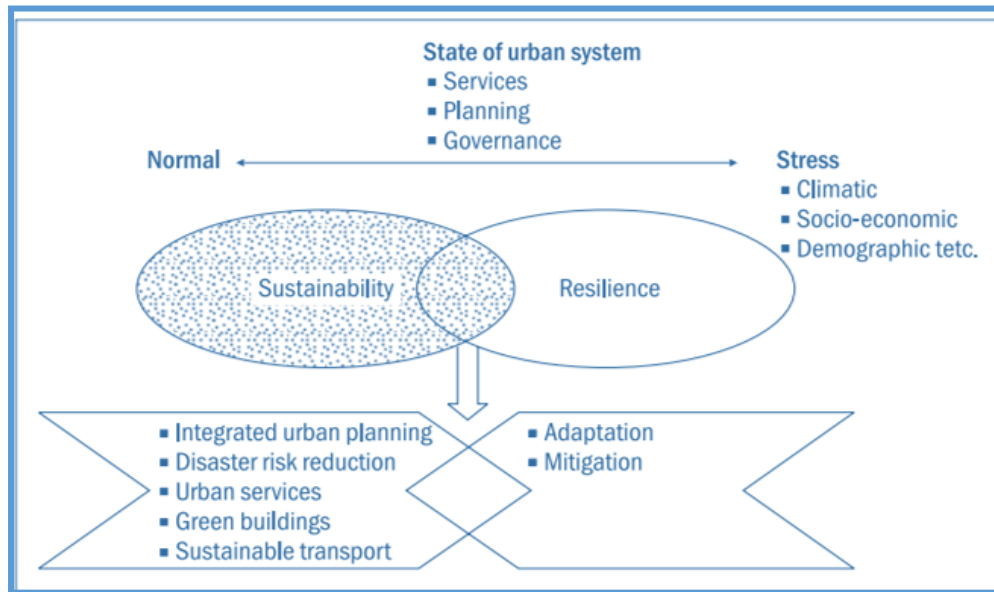 State of urban system
▪ Services
▪ Planning
▪ Governance
Normal
Stress
▪ Climatic
▪ Socio-economic
▪ Demographic tetc.
Sustainability
Resilience
▪ Integrated urban planning
▪ Disaster risk reduction
▪ Urban services
▪ Green buildings
▪ Sustainable transport
▪ Adaptation
▪ Mitigation